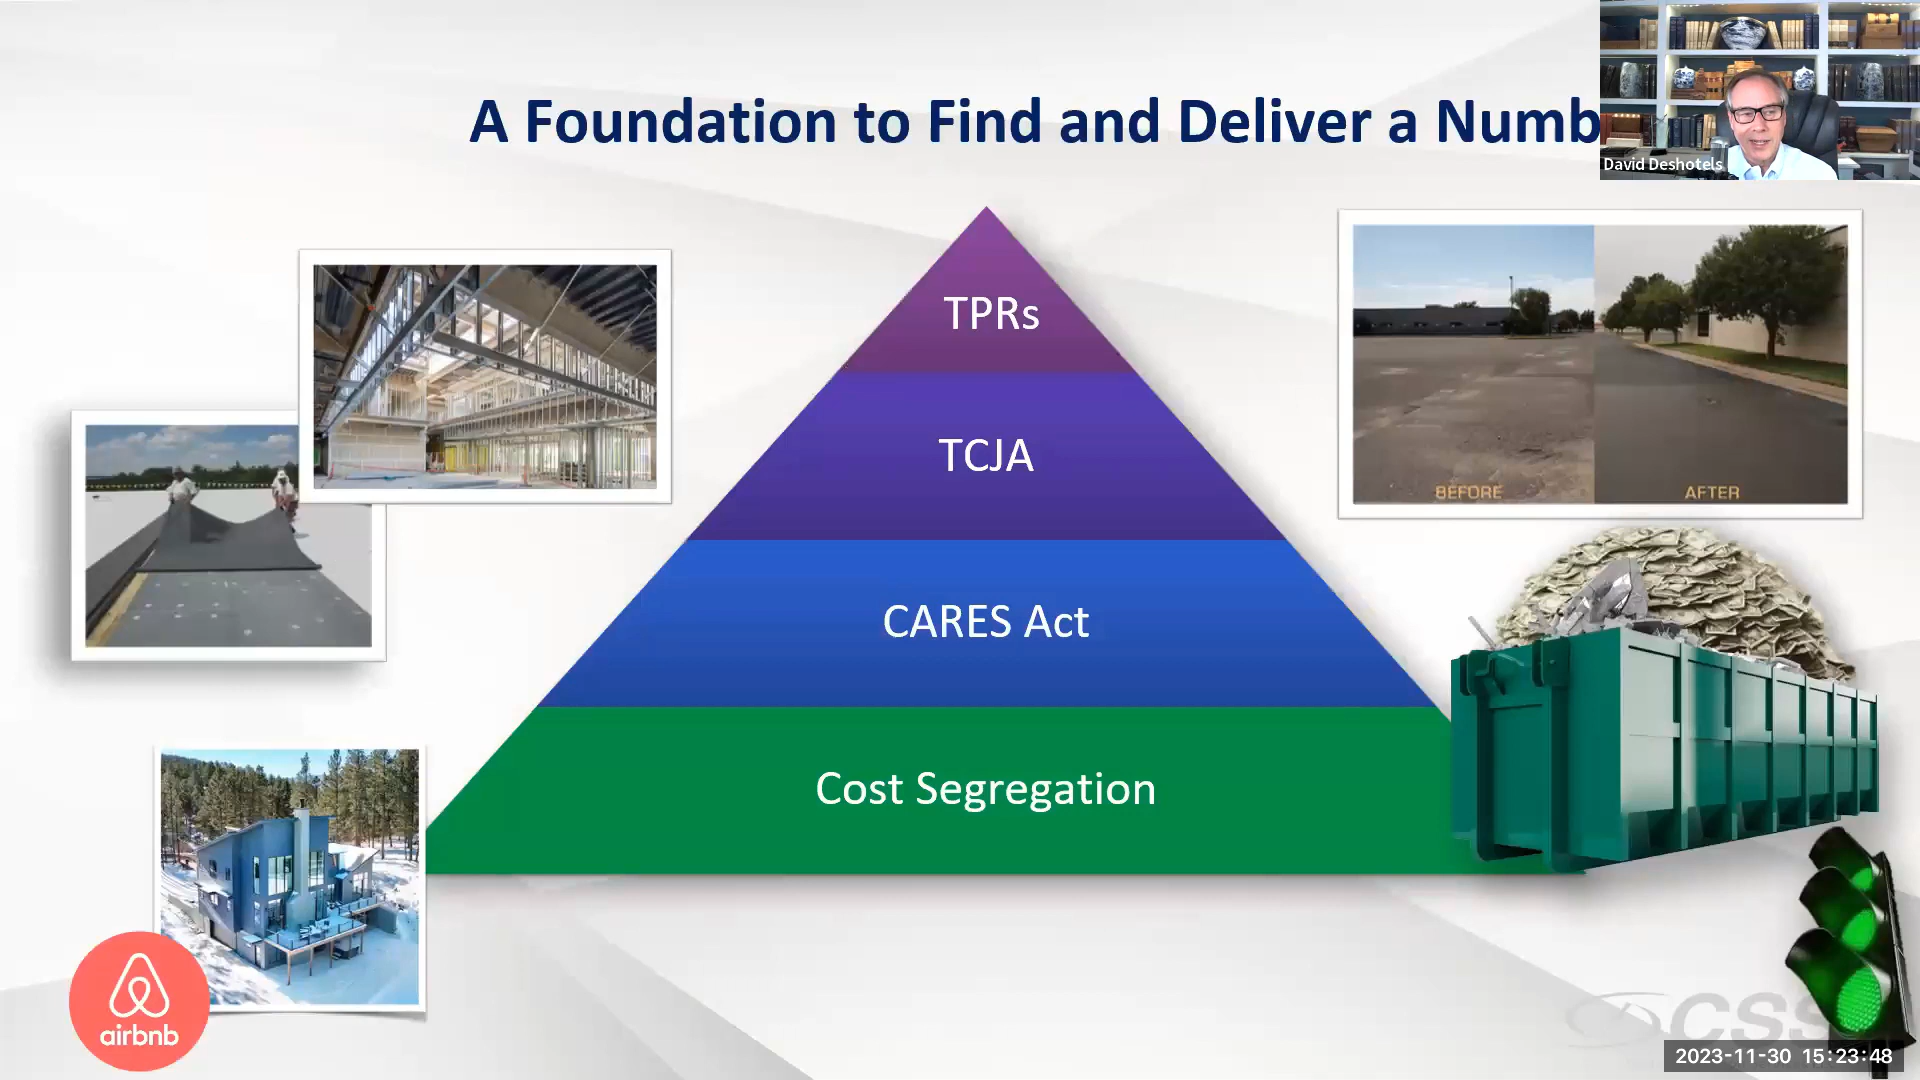 A Foundation to Find and Deliver a Numb
David Deshotels
TPRs
TCJA
CARES Act
Cost Segregation
BEFORE
AFTER
airbnb
CSS
2023-11-30 15:23:48